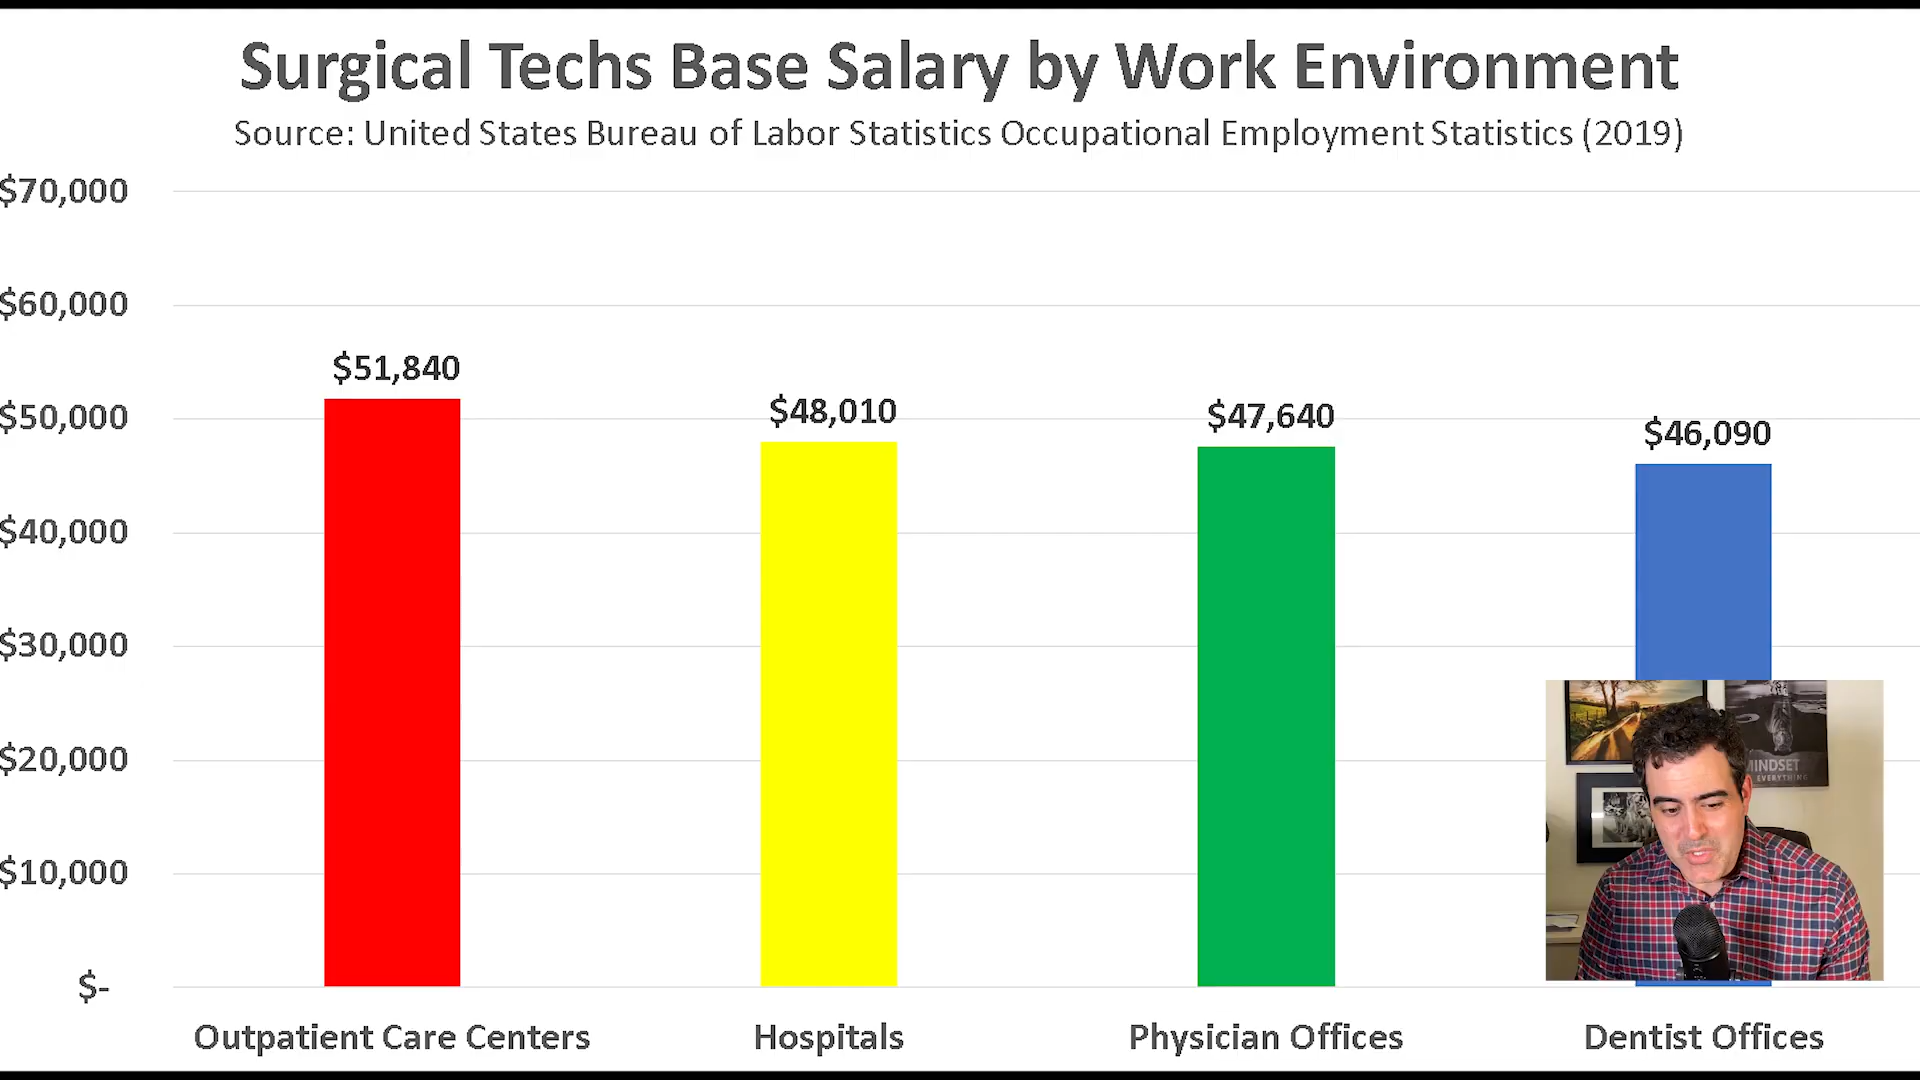 Surgical Techs Base Salary by Work Environment
Source: United States Bureau of Labor Statistics Occupational Employment Statistics (2019)
$70,000
$60,000
$50,000
$40,000
$30,000
$20,000
$10,000
$-
$51,840
$48,010
$47,640
$46,090
MINDSET
EVERYTHING
Outpatient Care Centers
Hospitals
Physician Offices
Dentist Offices